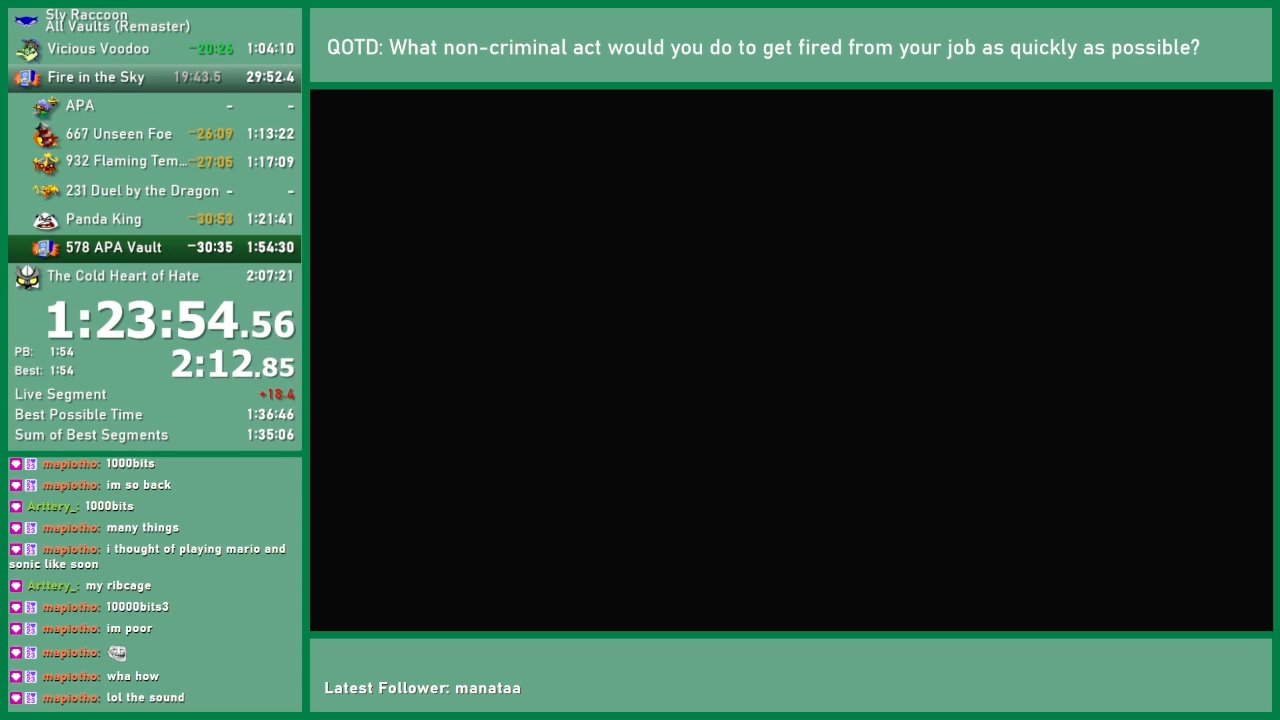 Sly Raccoon
All Vaults (Remaster)
Vicious Voodoo -20:26 1:04:10
Fire in the Sky 19:43.5 29:52.4
APA - -
667 Unseen Foe -26:09 1:13:22
932 Flaming Tem... -27:05 1:17:09
231 Duel by the Dragon - -
Panda King -30:53 1:21:41
578 APA Vault -30:35 1:54:30
The Cold Heart of Hate 2:07:21
1:23:54.56
PB: 1:54
Best: 1:54
2:12.85
Live Segment +18.4
Best Possible Time 1:36:46
Sum of Best Segments 1:35:06
mapiotho: 1000bits
mapiotho: im so back
Arttery_: 1000bits
mapiotho: many things
mapiotho: i thought of playing mario and
sonic like soon
Arttery_: my ribcage
mapiotho: 10000bits3
mapiotho: im poor
mapiotho:
mapiotho: wha how
mapiotho: lol the sound
QOTD: What non-criminal act would you do to get fired from your job as quickly as possible?
Latest Follower: manataa